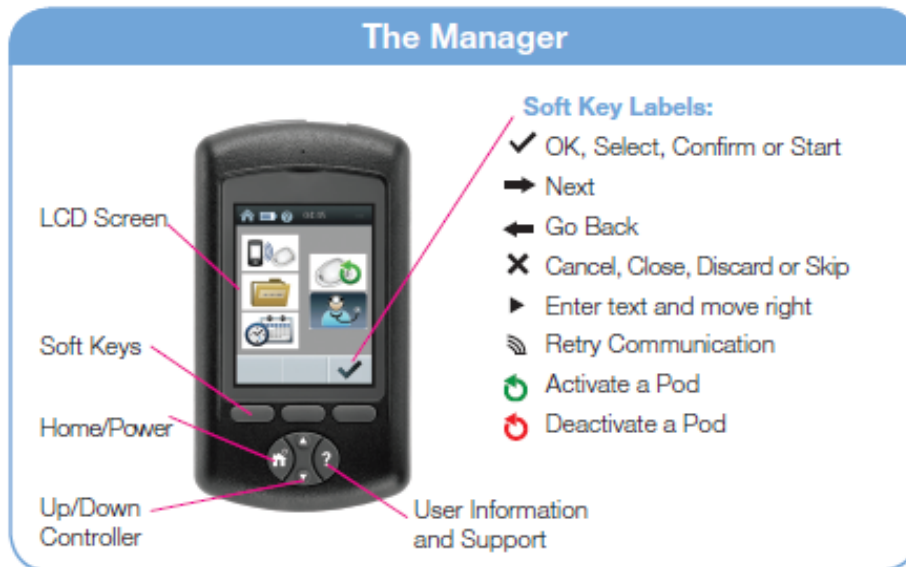 The Manager
Soft Key Labels:
OK, Select, Confirm or Start
Next
Go Back
Cancel, Close, Discard or Skip
Enter text and move right
Retry Communication
Activate a Pod
Deactivate a Pod
LCD Screen
Soft Keys
Home/Power
Up/Down
Controller
User Information
and Support
?